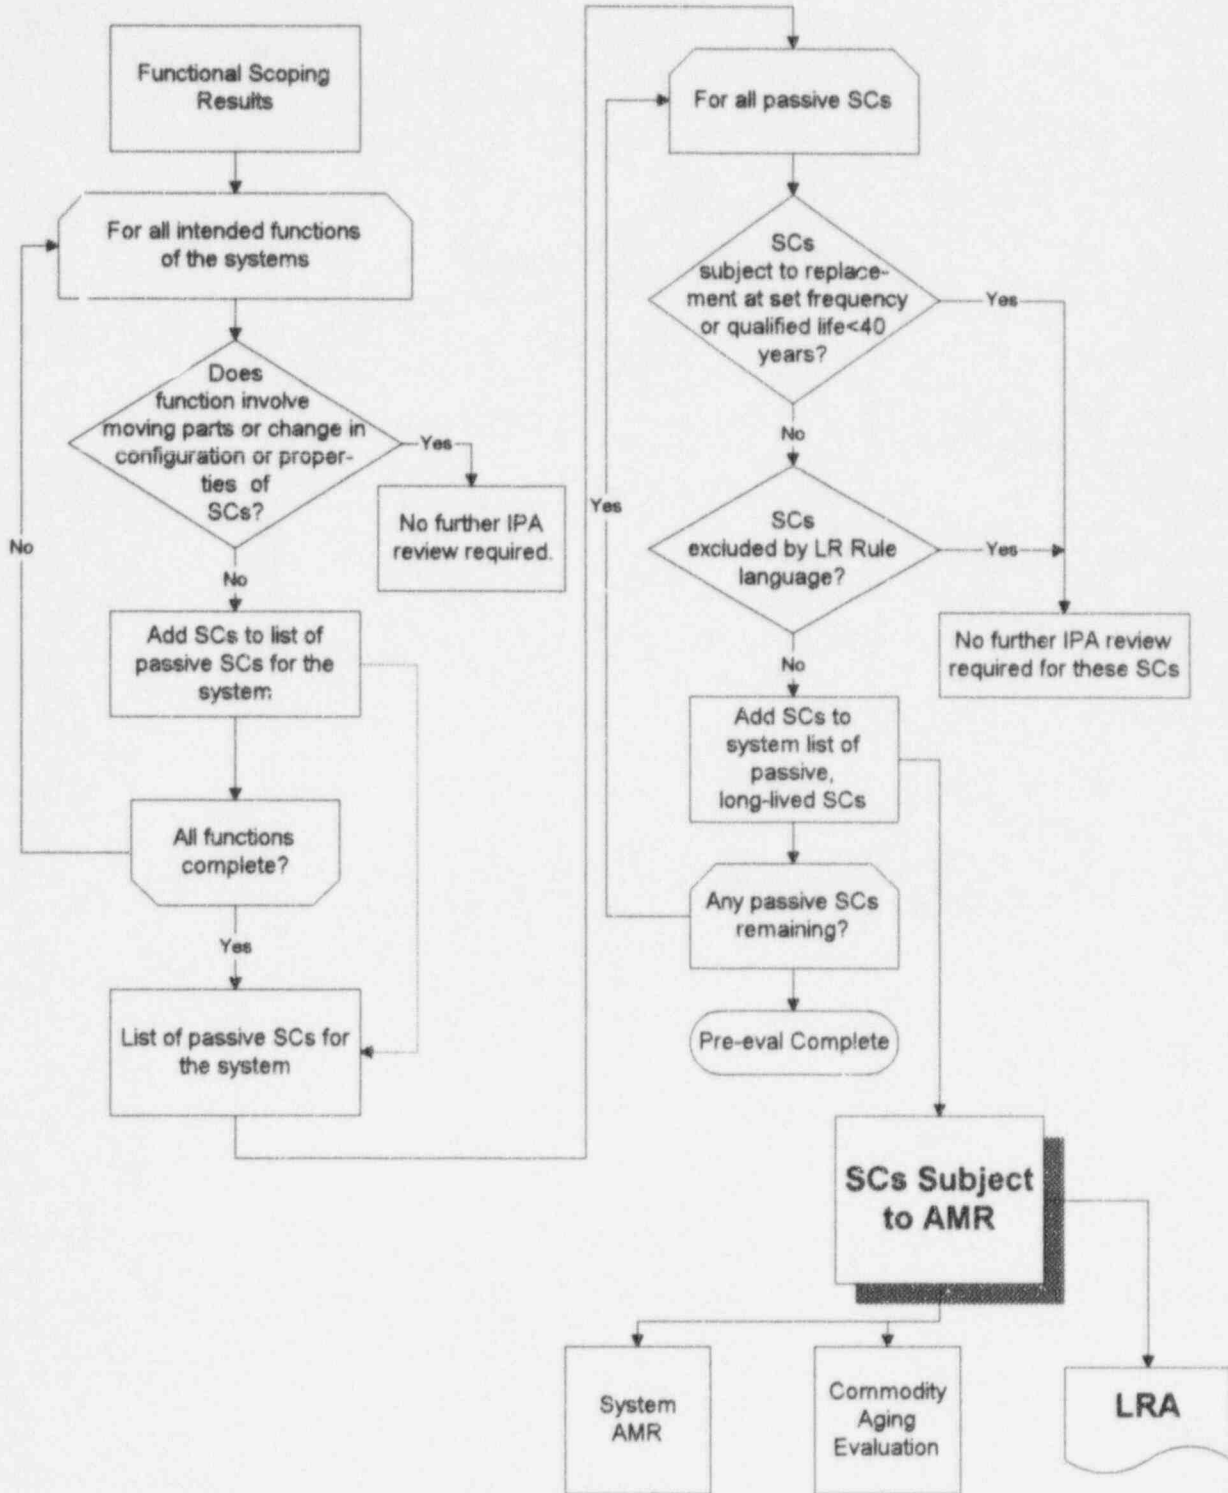 Functional Scoping
Results
For all intended functions
of the systems
Does
function involve
moving parts or change in
configuration or proper-
ties of
SCs?
Yes
No further IPA
review required.
No
No
Add SCs to list of
passive SCs for the
system
All functions
complete?
Yes
List of passive SCs for
the system
For all passive SCs
SCs
subject to replace-
ment at set frequency
or qualified life<40
years?
Yes
No
Yes
SCs
excluded by LR Rule
language?
Yes
No further IPA review
required for these SCs
No
Add SCs to
system list of
passive,
long-lived SCs
Any passive SCs
remaining?
Pre-eval Complete
SCs Subject
to AMR
System
AMR
Commodity
Aging
Evaluation
LRA